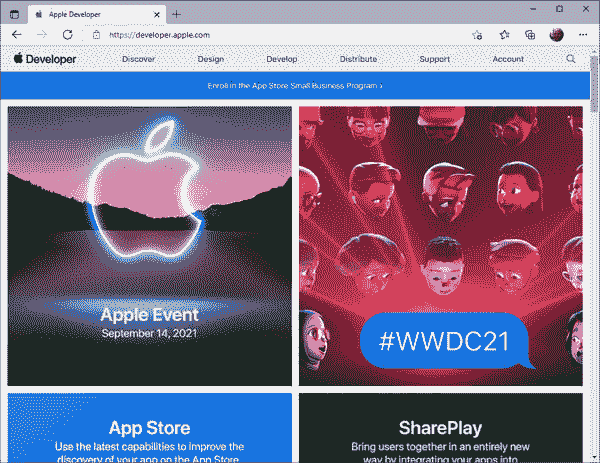 Apple Developer
https://developer.apple.com
Developer
Discover
Design
Develop
Distribute
Support
Account
Enroll in the App Store Small Business Program ›
Apple Event
September 14, 2021
#WWDC21
App Store
Use the latest capabilities to improve the
discovery of your app on the App Store
SharePlay
Bring users together in an entirely new
way by integrating your apps into